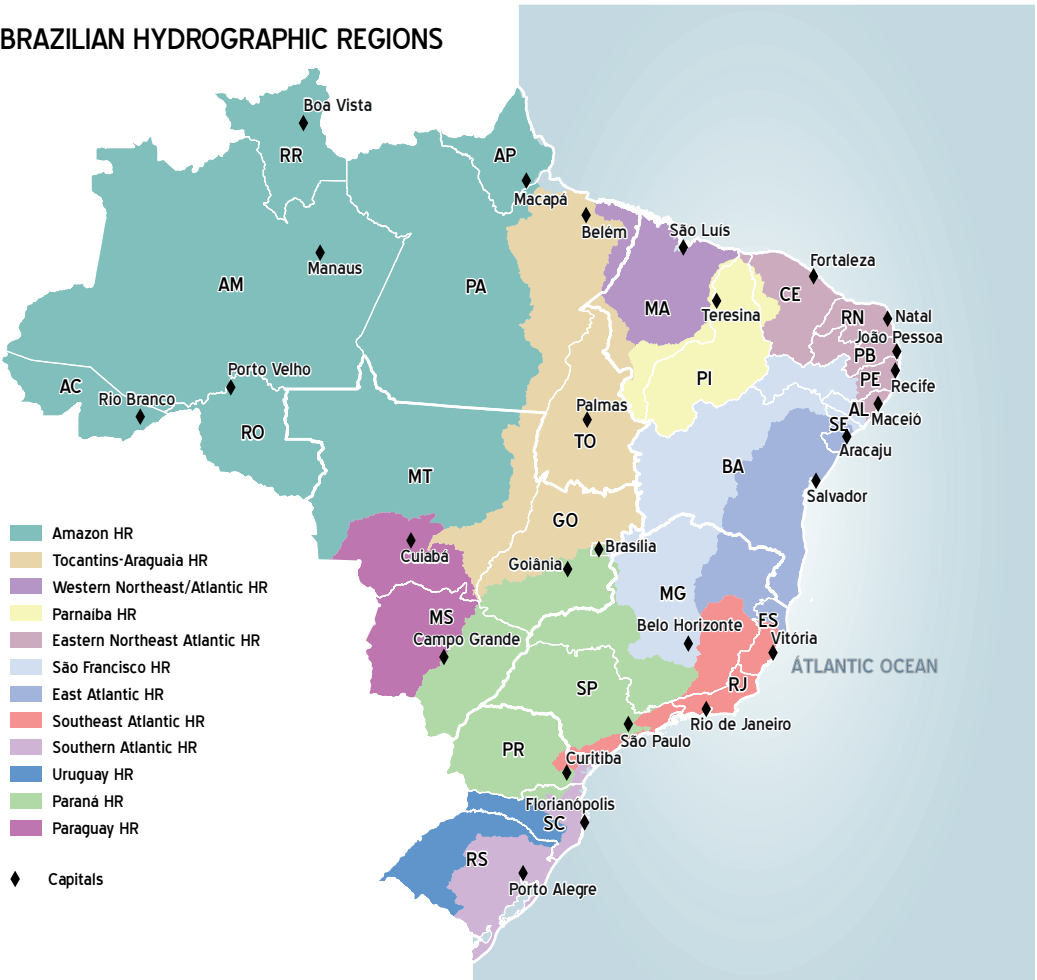 BRAZILIAN HYDROGRAPHIC REGIONS
Boa Vista
RR
AP
Macapá
Belém
São Luís
Fortaleza
Manaus
AM
PA
MA
Teresina
CE
RN
Natal
João Pessoa
PB
PE
Recife
AC
Porto Velho
Rio Branco
RO
PI
Palmas
TO
AL
Maceió
SE
Aracaju
MT
BA
Salvador
GO
Brasília
Goiânia
Cuiabá
MS
Campo Grande
MG
Belo Horizonte
ES
Vitória
ÁTLANTIC OCEAN
SP
RJ
Rio de Janeiro
São Paulo
PR
Curitiba
Florianópolis
SC
RS
Porto Alegre
Amazon HR
Tocantins-Araguaia HR
Western Northeast/Atlantic HR
Parnaíba HR
Eastern Northeast Atlantic HR
São Francisco HR
East Atlantic HR
Southeast Atlantic HR
Southern Atlantic HR
Uruguay HR
Paraná HR
Paraguay HR
Capitals